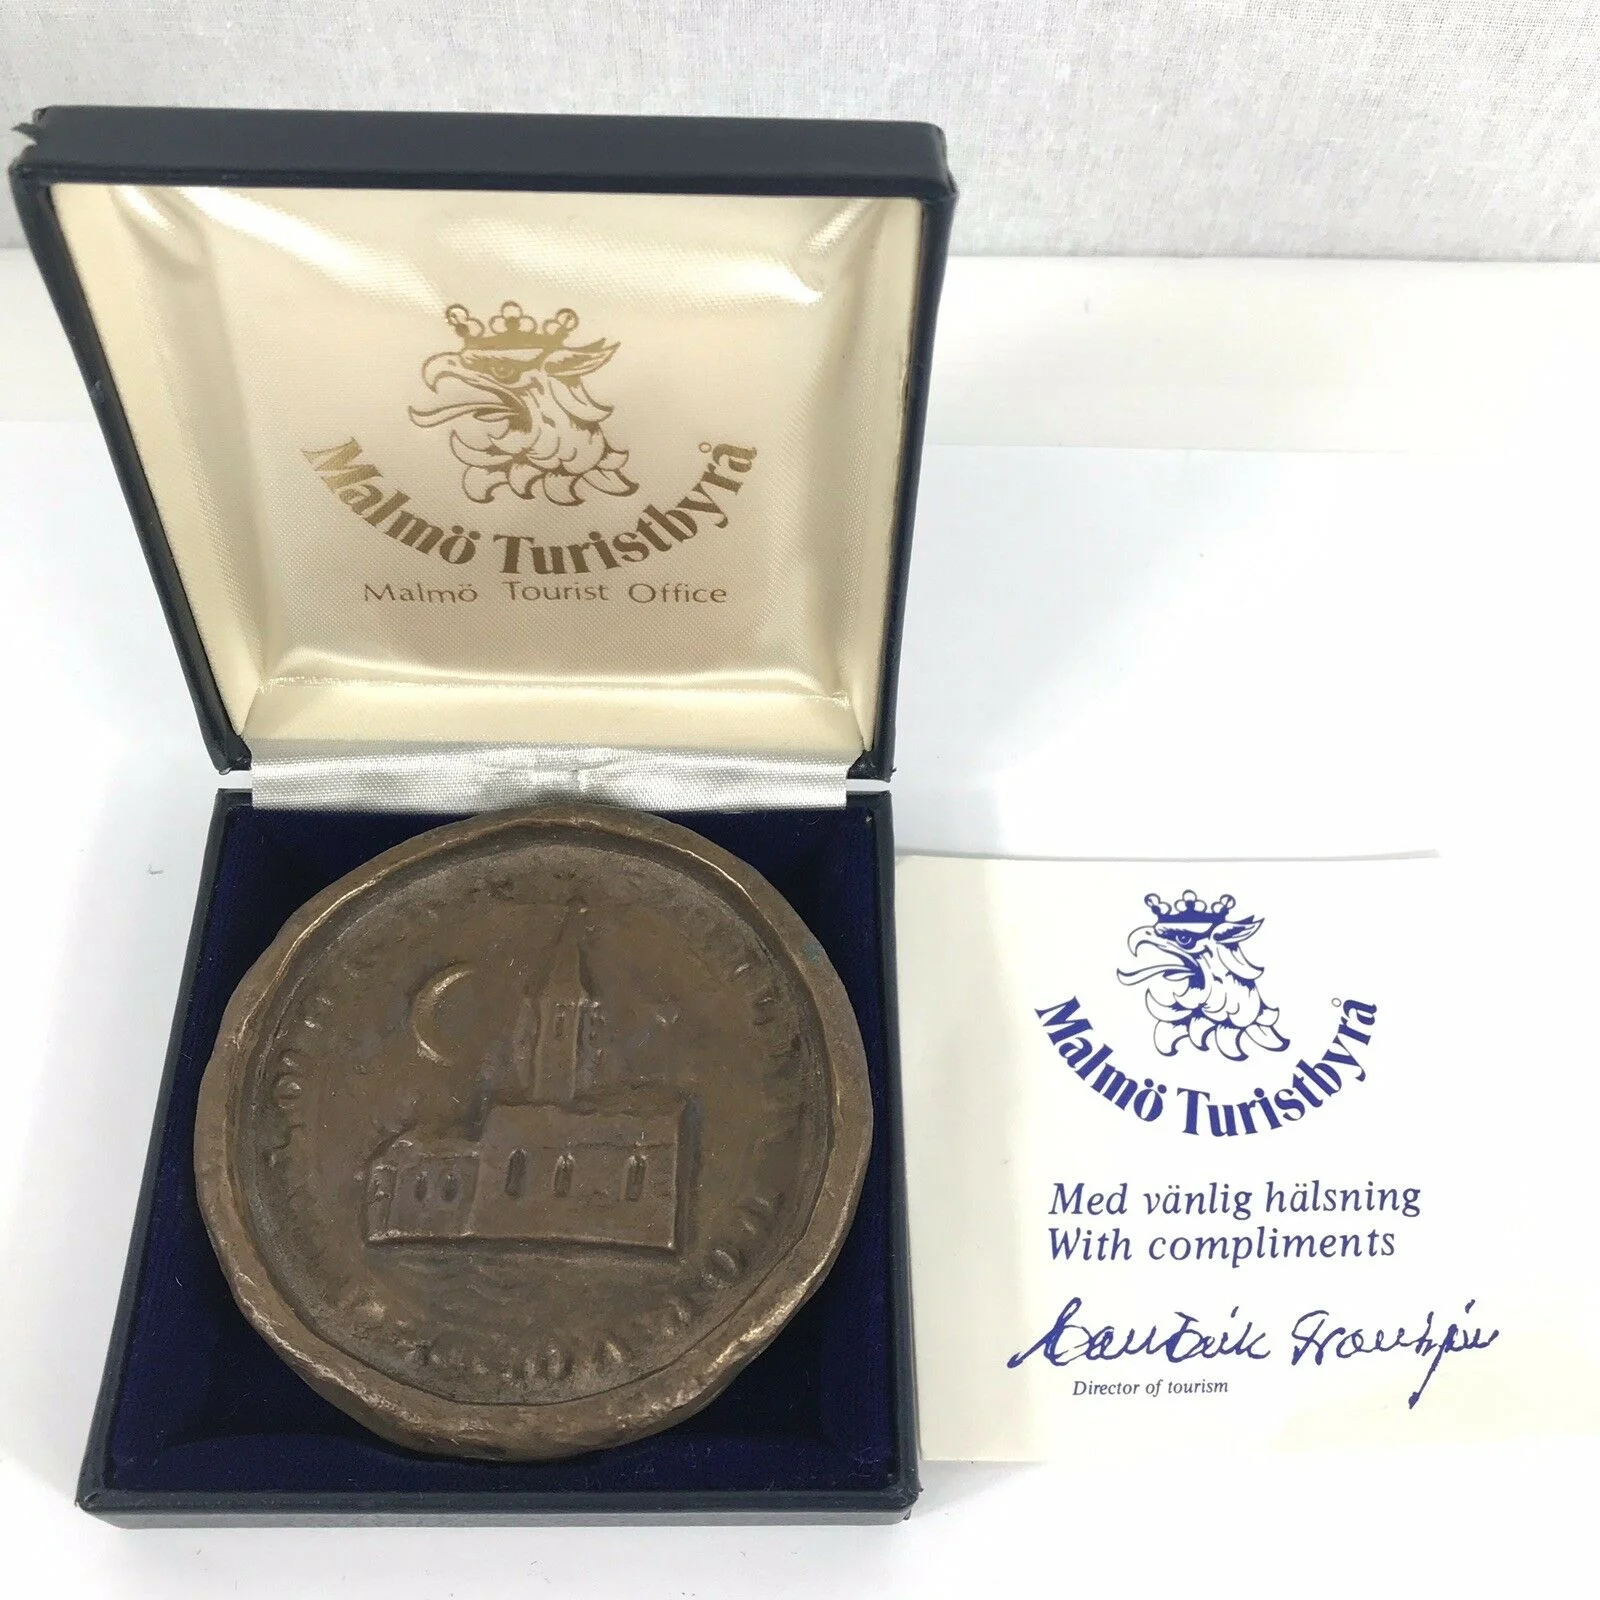 Malmö Turistbyrå
Malmö Tourist Office
Malmö Turistbyrå
Med vänlig hälsning
With compliments
Director of tourism